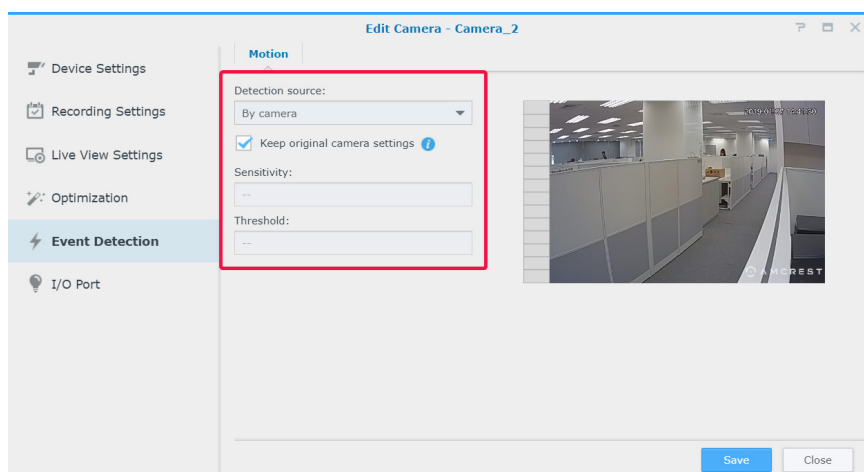 Edit Camera - Camera_2
Device Settings
Recording Settings
Live View Settings
Optimization
Event Detection
I/O Port
Motion
Detection source:
By camera
Keep original camera settings
Sensitivity:
--
Threshold:
--
AMCREST
Save
Close